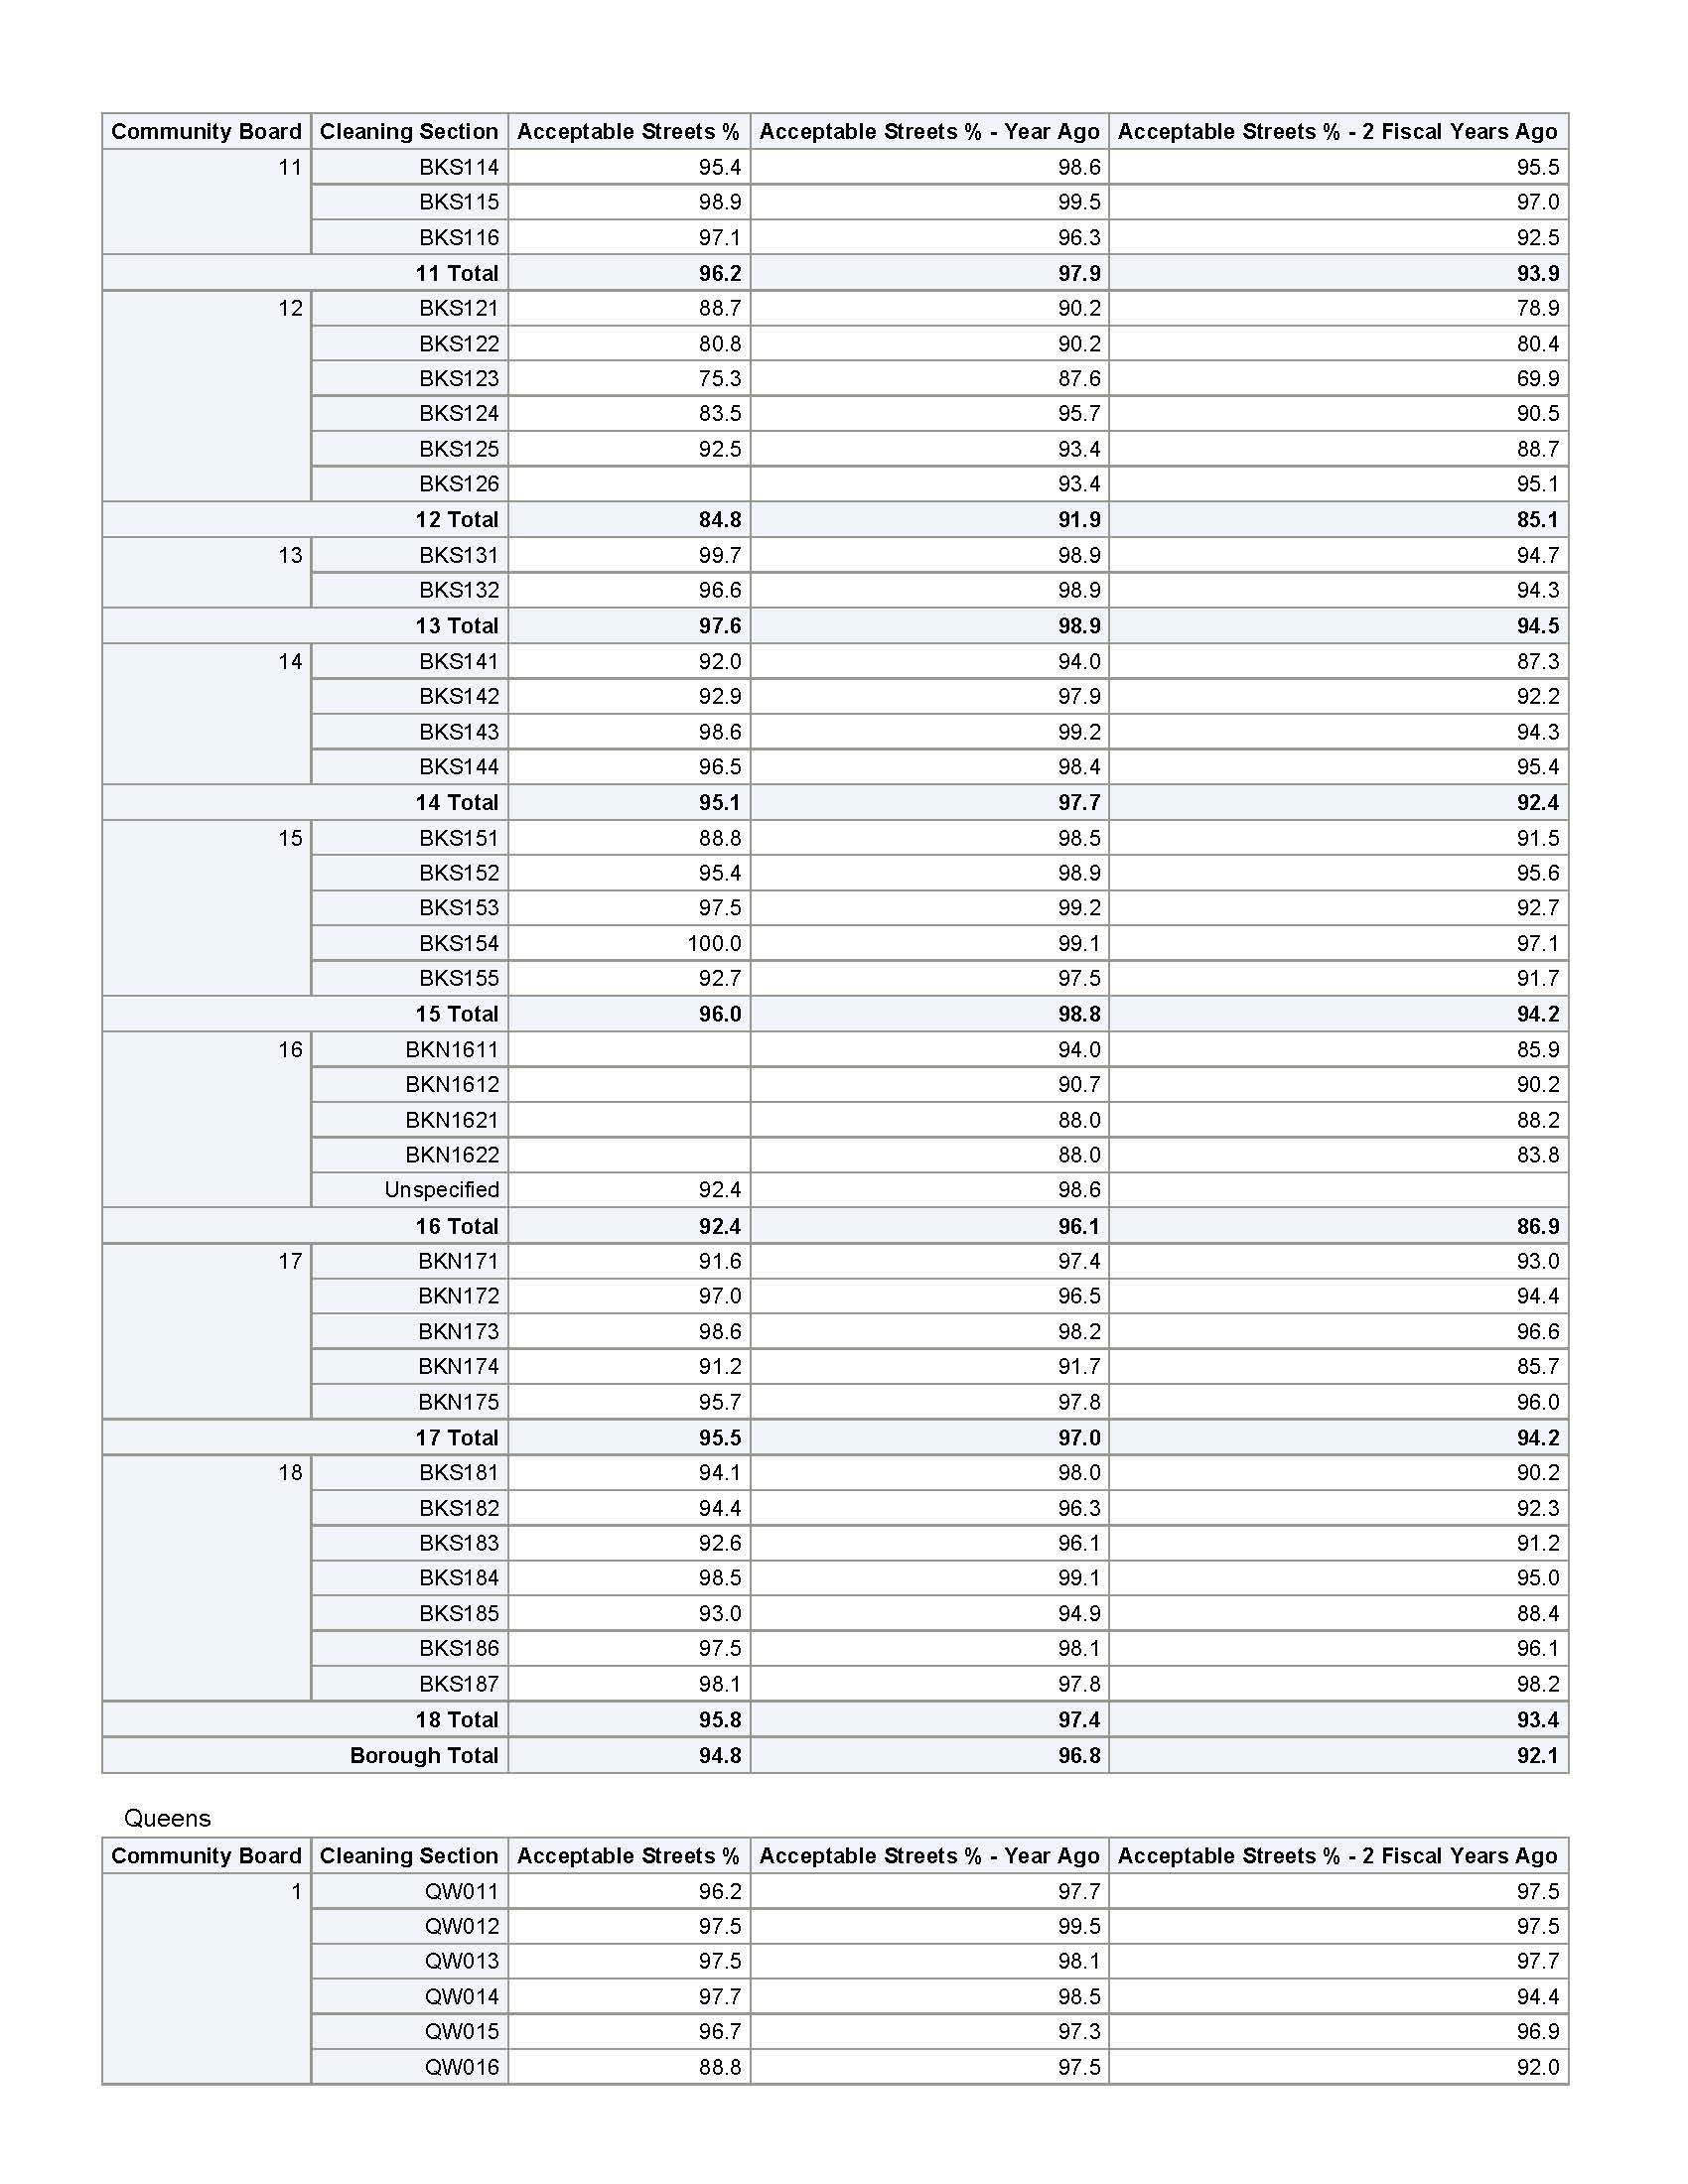 Community Board Cleaning Section Acceptable Streets % Acceptable Streets % - Year Ago Acceptable Streets % - 2 Fiscal Years Ago
11 BKS114 95.4 98.6 95.5
BKS115 98.9 99.5 97.0
BKS116 97.1 96.3 92.5
11 Total 96.2 97.9 93.9
12 BKS121 88.7 90.2 78.9
BKS122 80.8 90.2 80.4
BKS123 75.3 87.6 69.9
BKS124 83.5 95.7 90.5
BKS125 92.5 93.4 88.7
BKS126 93.4 95.1
12 Total 84.8 91.9 85.1
13 BKS131 99.7 98.9 94.7
BKS132 96.6 98.9 94.3
13 Total 97.6 98.9 94.5
14 BKS141 92.0 94.0 87.3
BKS142 92.9 97.9 92.2
BKS143 98.6 99.2 94.3
BKS144 96.5 98.4 95.4
14 Total 95.1 97.7 92.4
15 BKS151 88.8 98.5 91.5
BKS152 95.4 98.9 95.6
BKS153 97.5 99.2 92.7
BKS154 100.0 99.1 97.1
BKS155 92.7 97.5 91.7
15 Total 96.0 98.8 94.2
16 BKN1611 94.0 85.9
BKN1612 90.7 90.2
BKN1621 88.0 88.2
BKN1622 88.0 83.8
Unspecified 92.4 98.6
16 Total 92.4 96.1 86.9
17 BKN171 91.6 97.4 93.0
BKN172 97.0 96.5 94.4
BKN173 98.6 98.2 96.6
BKN174 91.2 91.7 85.7
BKN175 95.7 97.8 96.0
17 Total 95.5 97.0 94.2
18 BKS181 94.1 98.0 90.2
BKS182 94.4 96.3 92.3
BKS183 92.6 96.1 91.2
BKS184 98.5 99.1 95.0
BKS185 93.0 94.9 88.4
BKS186 97.5 98.1 96.1
BKS187 98.1 97.8 98.2
18 Total 95.8 97.4 93.4
Borough Total 94.8 96.8 92.1
Queens
Community Board Cleaning Section Acceptable Streets % Acceptable Streets % - Year Ago Acceptable Streets % - 2 Fiscal Years Ago
1 QW011 96.2 97.7 97.5
QW012 97.5 99.5 97.5
QW013 97.5 98.1 97.7
QW014 97.7 98.5 94.4
QW015 96.7 97.3 96.9
QW016 88.8 97.5 92.0